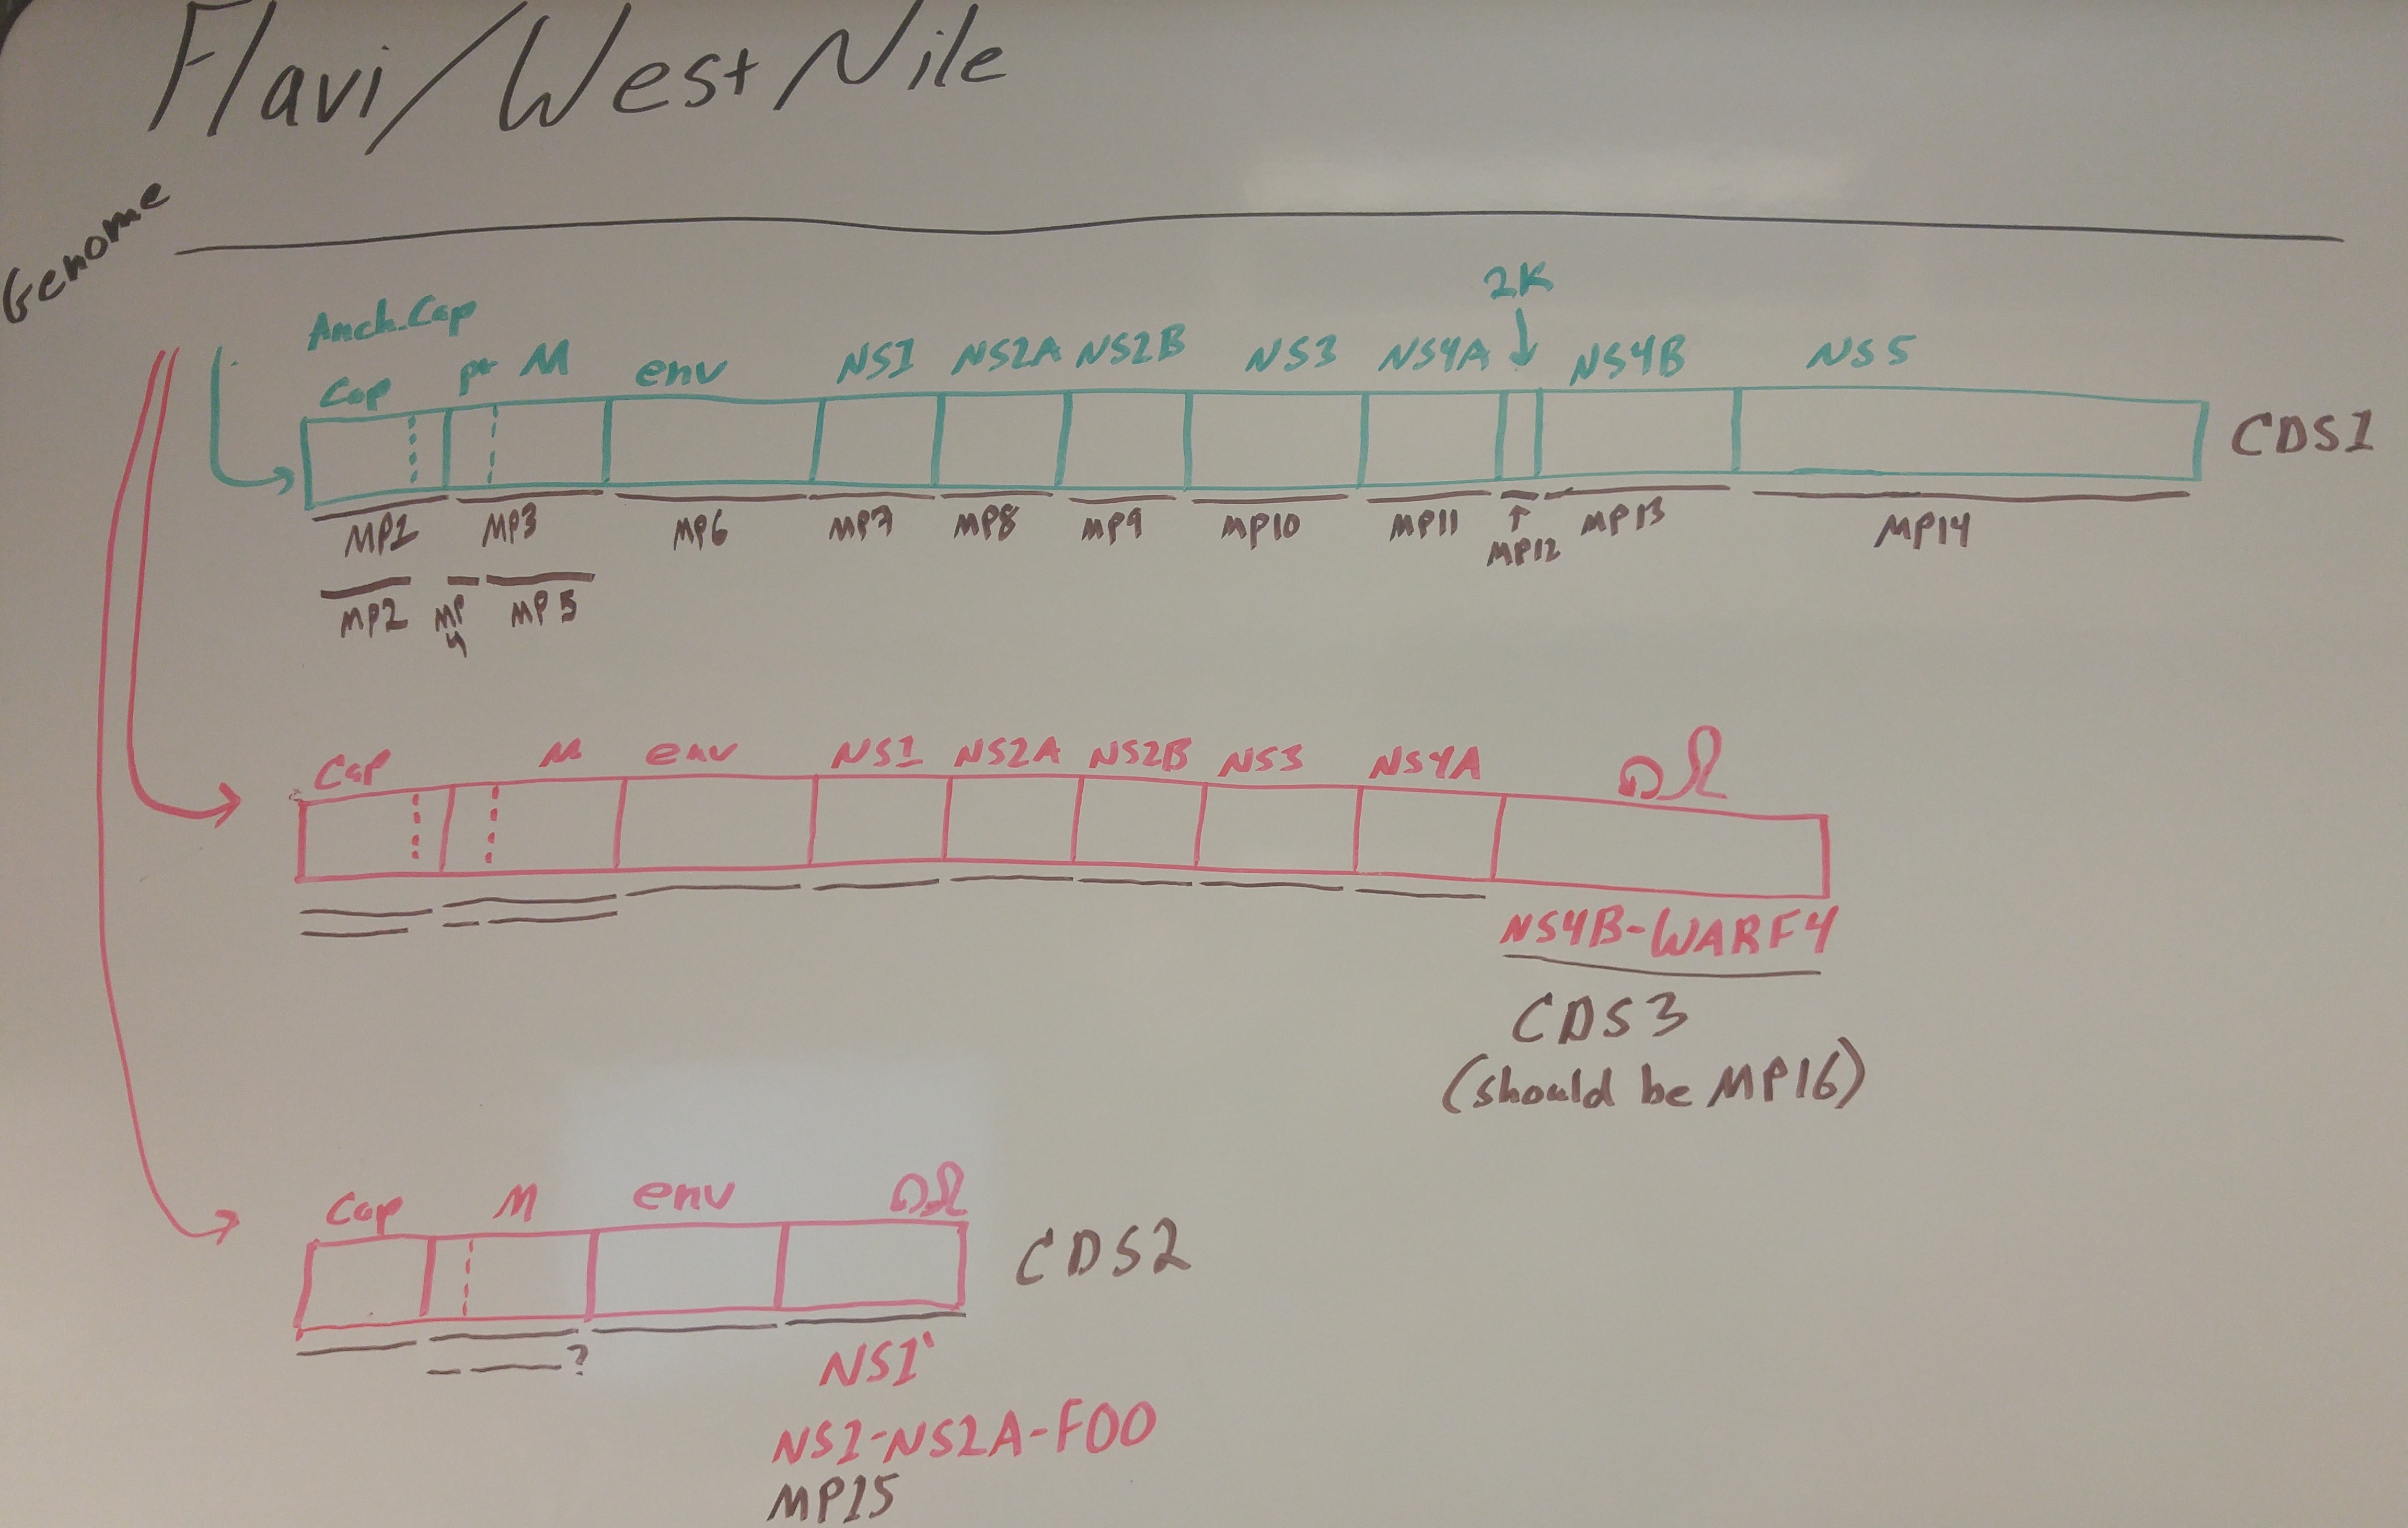 Flavi/West Nile
Genome
2K
Anch.Cap
Cap pr M env NS1 NS2A NS2B NS3 NS4A NS4B NS5
CDS1
MP1 MP3 MP6 MP7 MP8 MP9 MP10 MP11 MP12 MP13 MP14
MP2 MP4 MP5
Cap M env NS1 NS2A NS2B NS3 NS4A
NS4B-WARF4
CDS3
(should be MP16)
Cap M env
CDS2
?
NS1'
NS1-NS2A-FOO
MP15